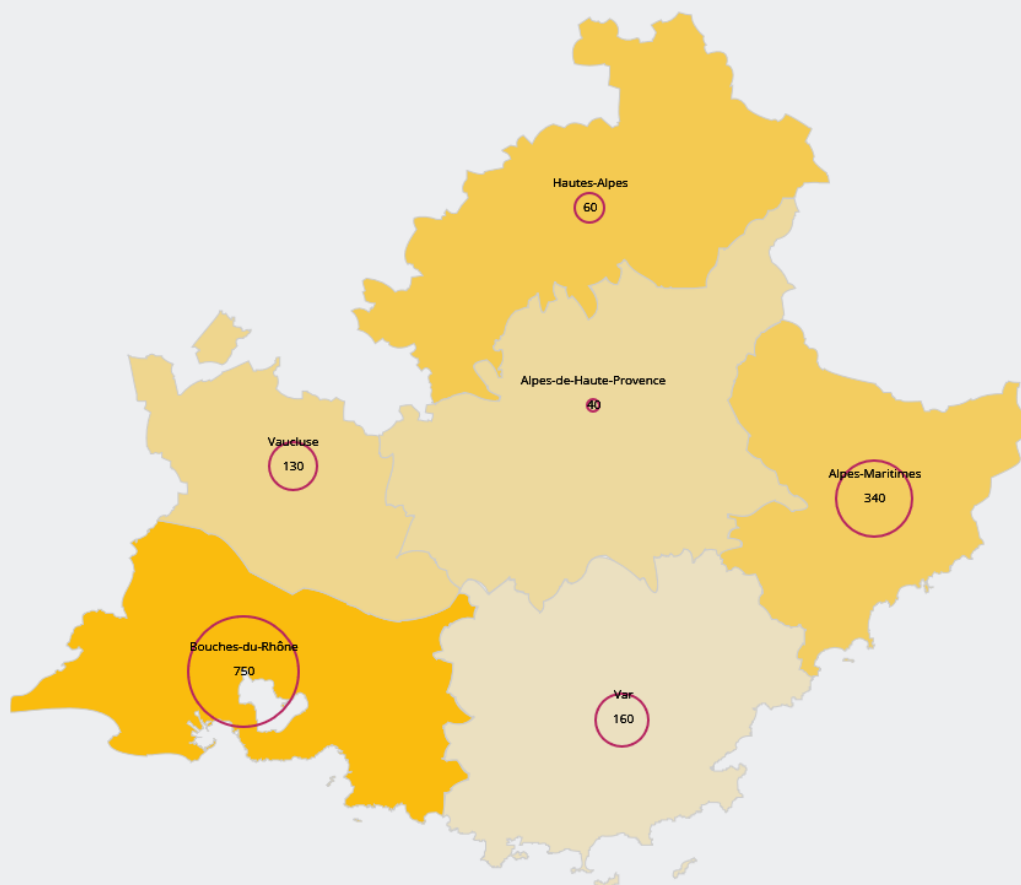 Hautes-Alpes
60
Alpes-de-Haute-Provence
40
Vaucluse
130
Alpes-Maritimes
340
Bouches-du-Rhône
750
Var
160